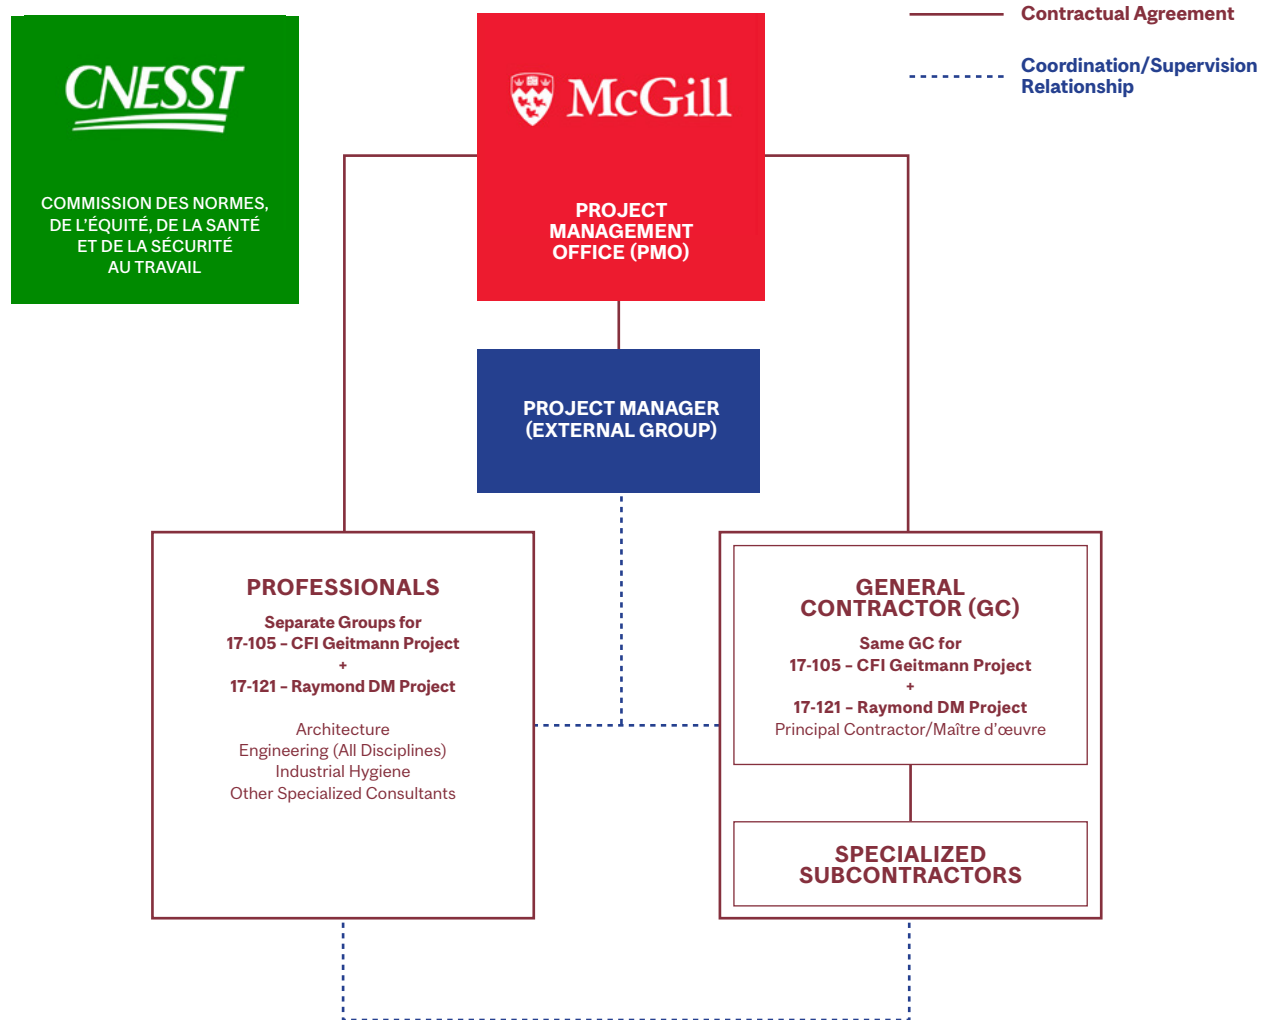 Contractual Agreement
Coordination/Supervision
Relationship
CNESST
COMMISSION DES NORMES,
DE L'ÉQUITÉ, DE LA SANTÉ
ET DE LA SÉCURITÉ
AU TRAVAIL
McGill
PROJECT
MANAGEMENT
OFFICE (PMO)
PROJECT MANAGER
(EXTERNAL GROUP)
PROFESSIONALS
Separate Groups for
17-105 – CFI Geitmann Project
+
17-121 – Raymond DM Project
Architecture
Engineering (All Disciplines)
Industrial Hygiene
Other Specialized Consultants
GENERAL
CONTRACTOR (GC)
Same GC for
17-105 – CFI Geitmann Project
+
17-121 – Raymond DM Project
Principal Contractor/Maître d'œuvre
SPECIALIZED
SUBCONTRACTORS